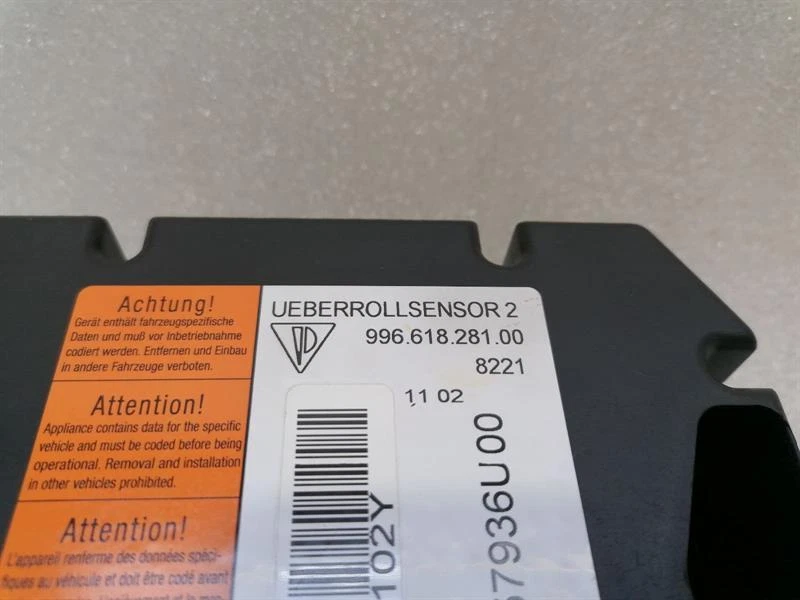 Achtung!
Gerät enthält fahrzeugspezifische
Daten und muß vor Inbetriebnahme
codiert werden. Entfernen und Einbau
in andere Fahrzeuge verboten.
Attention!
Appliance contains data for the specific
vehicle and must be coded before being
operational. Removal and installation
in other vehicles prohibited.
Attention!
L'appareil renferme des données spéci-
fiques au véhicule et doit être codé avant
UEBERROLLSENSOR 2
996.618.281.00
8221
11 02
102Y
57936U00